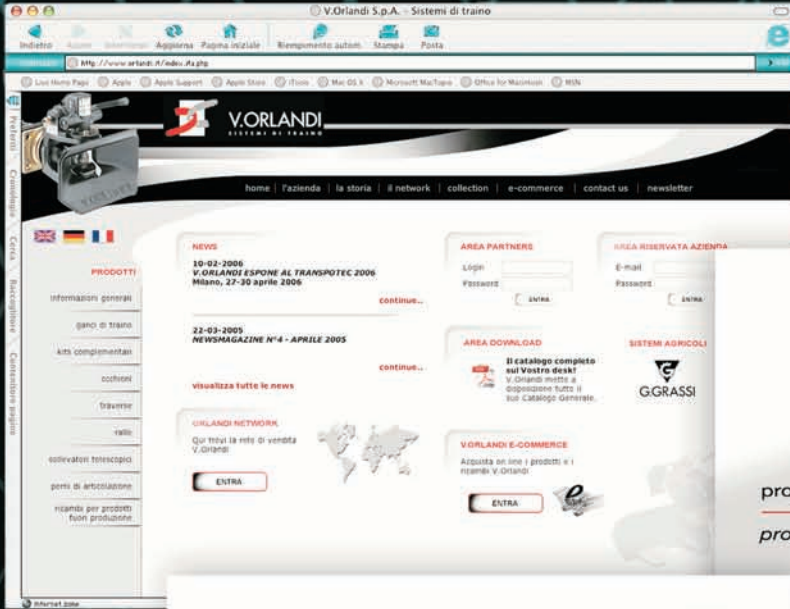 V.Orlandi S.p.A. - Sistemi di traino
Indietro Aggiorna Pagina iniziale Riempimento autom. Stampa Posta
Live Home Page Apple Apple Support Apple Store iTools Mac OS X Microsoft MacTopia Office for Macintosh MSN
Preferiti
Cronologia
Cerca
Raccoglitore
Contenitore pagina
V.ORLANDI
SISTEMI DI TRAINO
home | l'azienda | la storia | il network | collection | e-commerce | contact us | newsletter
PRODOTTI
informazioni generali
ganci di traino
kits complementari
occhioni
traverse
ralle
sollevatori telescopici
perni di articolazione
ricambi per prodotti
fuori produzione
NEWS
10-02-2006
V.ORLANDI ESPONE AL TRANSPOTEC 2006
Milano, 27-30 aprile 2006
continue...
22-03-2005
NEWSMAGAZINE N°4 - APRILE 2005
continue...
visualizza tutte le news
ORLANDI NETWORK
Qui trovi la rete di vendita
V.Orlandi
ENTRA
AREA PARTNERS
Login
Password
ENTRA
AREA RISERVATA AZIENDA
E-mail
Password
ENTRA
AREA DOWNLOAD
Il catalogo completo
sul Vostro desk!
V.Orlandi mette a
disposizione tutto il
suo Catalogo Generale.
SISTEMI AGRICOLI
G.GRASSI
V.ORLANDI E-COMMERCE
Acquista on line i prodotti e i
ricambi V.Orlandi
ENTRA
pro
pro